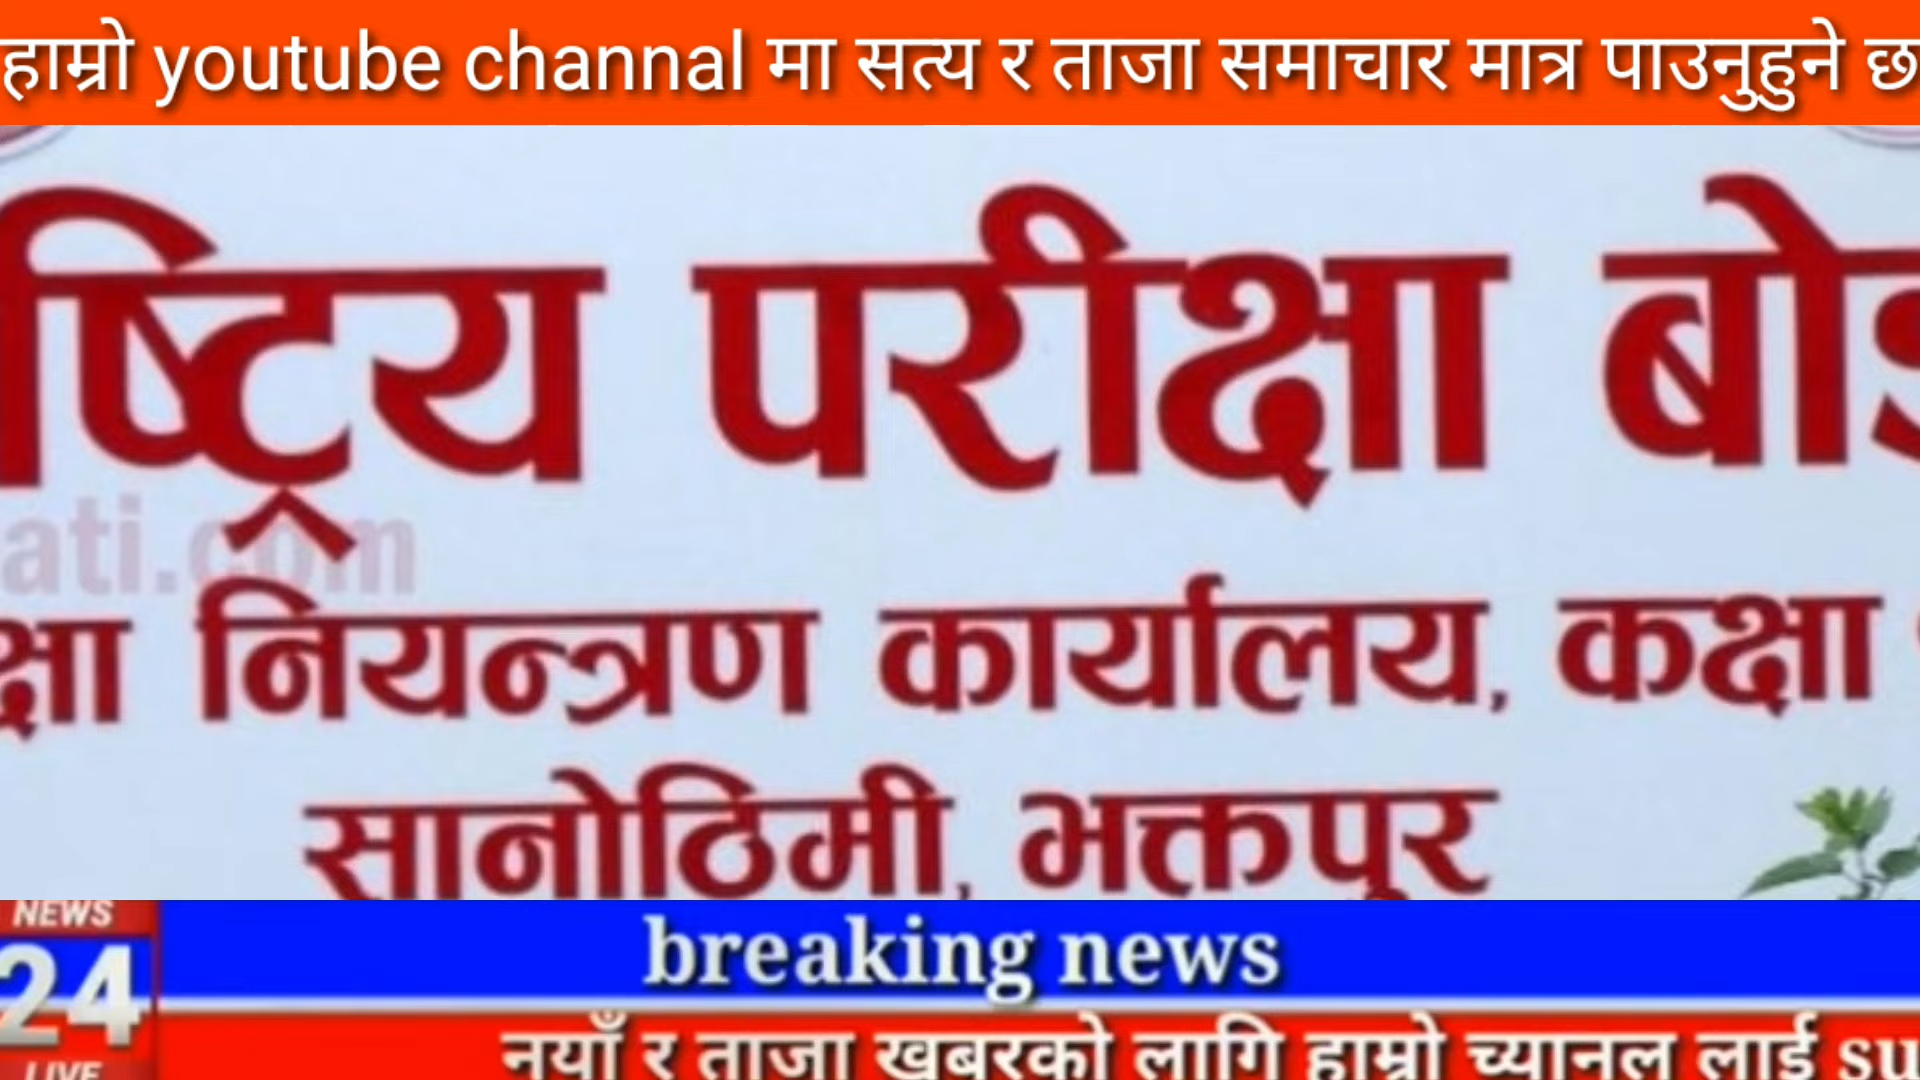 हाम्रो youtube channal मा सत्य र ताजा समाचार मात्र पाउनुहुने छ
ष्ट्रिय परीक्षा बोर्ड
क्षा नियन्त्रण कार्यालय, कक्षा
सानोठिमी, भक्तपुर
ati.com
NEWS
24
LIVE
breaking news
नयाँ र ताजा खबरको लागि हाम्रो च्यानल लाई su